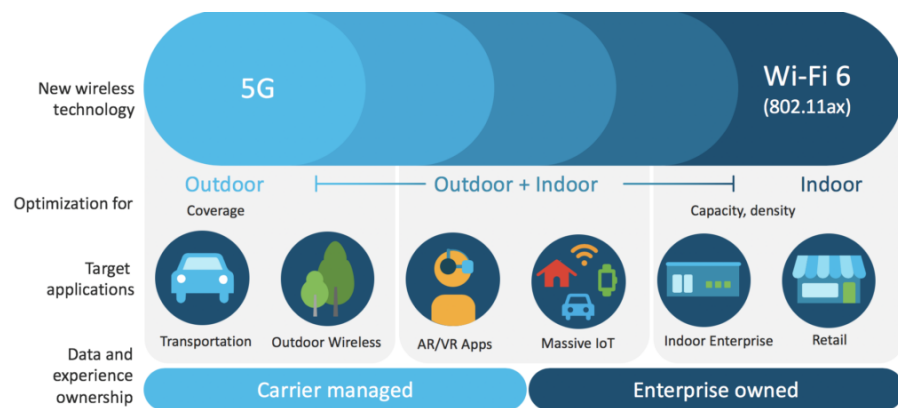 New wireless
technology
5G
Wi-Fi 6
(802.11ax)
Optimization for
Outdoor
Outdoor + Indoor
Indoor
Coverage
Capacity, density
Target
applications
Transportation
Outdoor Wireless
AR/VR Apps
Massive IoT
Indoor Enterprise
Retail
Data and
experience
ownership
Carrier managed
Enterprise owned